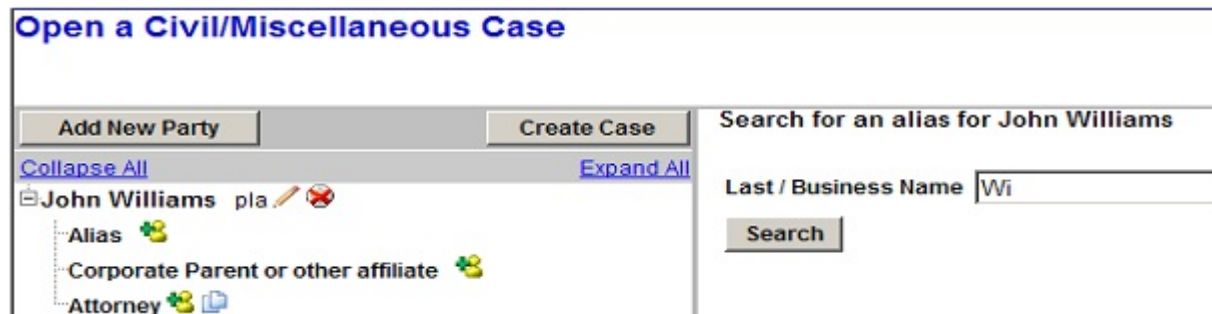 Open a Civil/Miscellaneous Case
Add New Party
Create Case
Collapse All
Expand All
John Williams pla
Alias
Corporate Parent or other affiliate
Attorney
Search for an alias for John Williams
Last / Business Name Wi
Search